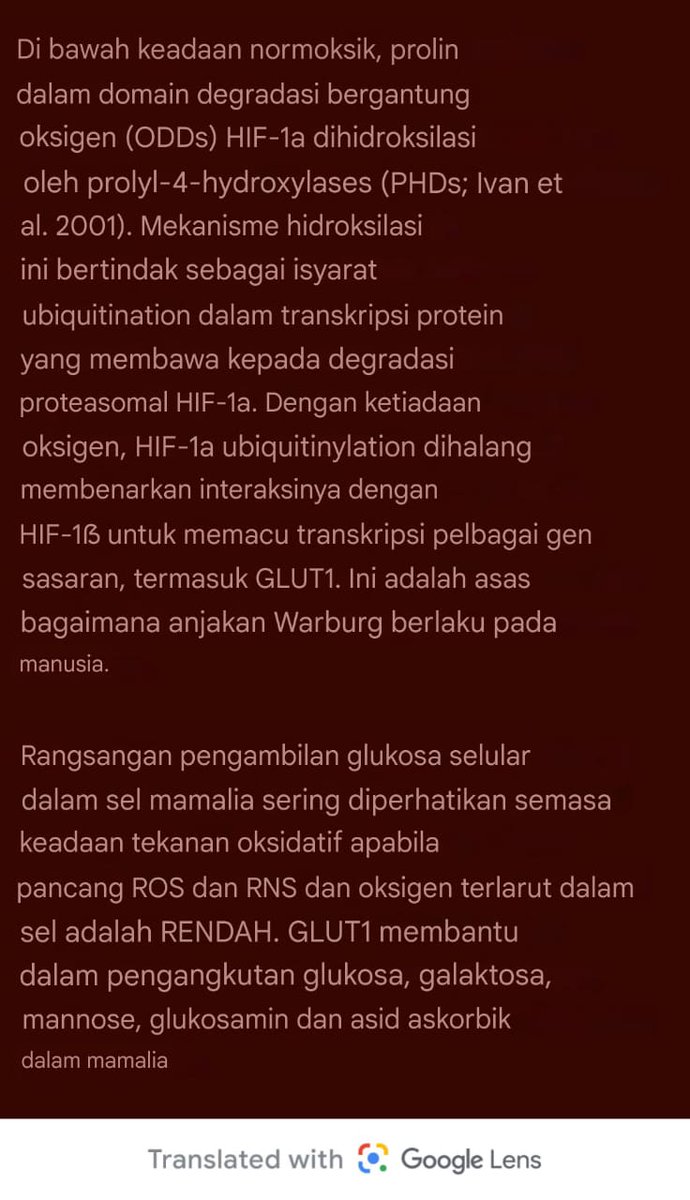 Di bawah keadaan normoksik, prolin
dalam domain degradasi bergantung
oksigen (ODDs) HIF-1a dihidroksilasi
oleh prolyl-4-hydroxylases (PHDs; Ivan et
al. 2001). Mekanisme hidroksilasi
ini bertindak sebagai isyarat
ubiquitination dalam transkripsi protein
yang membawa kepada degradasi
proteasomal HIF-1a. Dengan ketiadaan
oksigen, HIF-1a ubiquitinylation dihalang
membenarkan interaksinya dengan
HIF-1ß untuk memacu transkripsi pelbagai gen
sasaran, termasuk GLUT1. Ini adalah asas
bagaimana anjakan Warburg berlaku pada
manusia.
Rangsangan pengambilan glukosa selular
dalam sel mamalia sering diperhatikan semasa
keadaan tekanan oksidatif apabila
pancang ROS dan RNS dan oksigen terlarut dalam
sel adalah RENDAH. GLUT1 membantu
dalam pengangkutan glukosa, galaktosa,
mannose, glukosamin dan asid askorbik
dalam mamalia
Translated with Google Lens